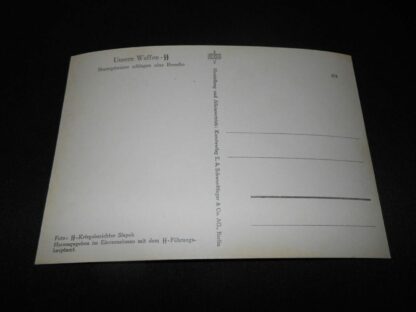 Unsere Waffen-ᛋᛋ
Sturmpioniere schlagen eine Bresche
Foto: ᛋᛋ-Kriegsberichter
Herausgegeben im Einvernehmen mit dem ᛋᛋ-Führungs-
hauptamt
Herstellung und Alleinvertrieb: Kunstverlag E. A. Schwerdtfeger & Co. AG., Berlin